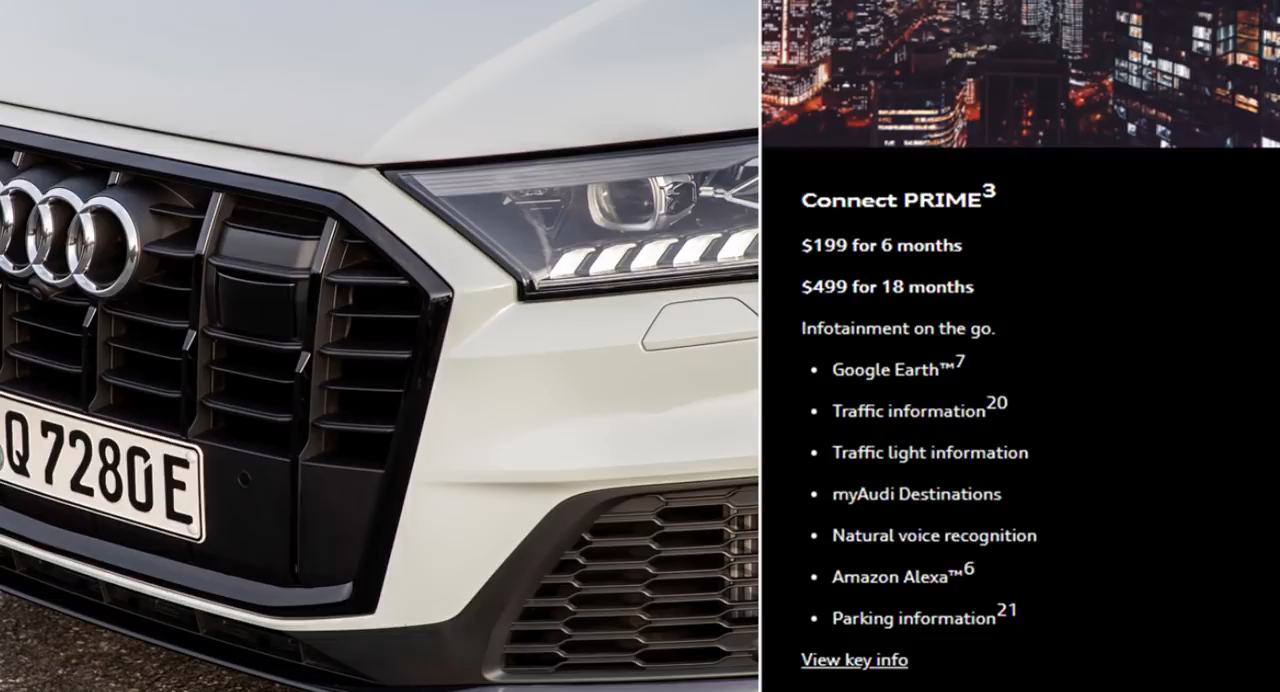 Q 7280 E
Connect PRIME3
$199 for 6 months
$499 for 18 months
Infotainment on the go.
• Google Earth™7
• Traffic information20
• Traffic light information
• myAudi Destinations
• Natural voice recognition
• Amazon Alexa™6
• Parking information21
View key info